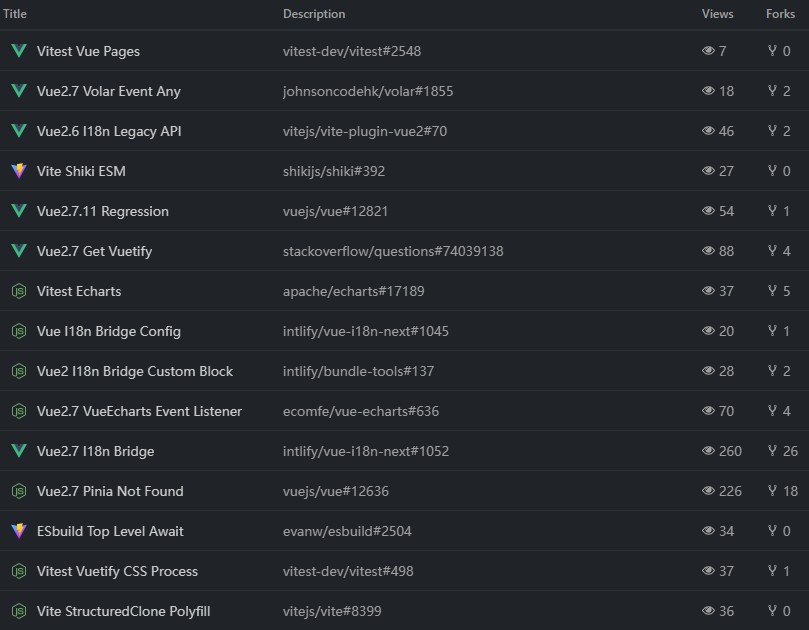 Title Description Views Forks
Vitest Vue Pages vitest-dev/vitest#2548 7 0
Vue2.7 Volar Event Any johnsoncodehk/volar#1855 18 2
Vue2.6 I18n Legacy API vitejs/vite-plugin-vue2#70 46 2
Vite Shiki ESM shikijs/shiki#392 27 0
Vue2.7.11 Regression vuejs/vue#12821 54 1
Vue2.7 Get Vuetify stackoverflow/questions#74039138 88 4
JS Vitest Echarts apache/echarts#17189 37 5
JS Vue I18n Bridge Config intlify/vue-i18n-next#1045 20 1
JS Vue2 I18n Bridge Custom Block intlify/bundle-tools#137 28 2
JS Vue2.7 VueEcharts Event Listener ecomfe/vue-echarts#636 70 4
Vue2.7 I18n Bridge intlify/vue-i18n-next#1052 260 26
JS Vue2.7 Pinia Not Found vuejs/vue#12636 226 18
ESbuild Top Level Await evanw/esbuild#2504 34 0
JS Vitest Vuetify CSS Process vitest-dev/vitest#498 37 1
JS Vite StructuredClone Polyfill vitejs/vite#8399 36 0